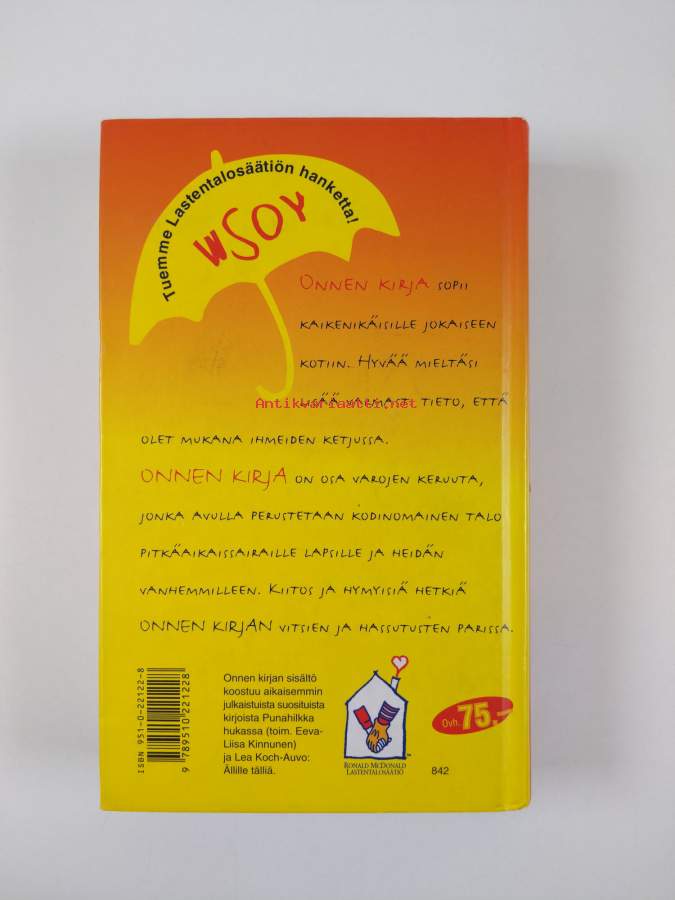 Tuemme Lastentalosäätiön hanketta!
WSOY
ONNEN KIRJA SOPII
KAIKENIKÄISILLE JOKAISEEN
KOTIIN. HYVÄÄ MIELTÄSI
LISÄÄ VARMASTI TIETO, ETTÄ
Antikvariaatti.net
OLET MUKANA IHMEIDEN KETJUSSA.
ONNEN KIRJA ON OSA VAROJEN KERUUTA,
JONKA AVULLA PERUSTETAAN KODINOMAINEN TALO
PITKÄAIKAISSAIRAILLE LAPSILLE JA HEIDÄN
VANHEMMILLEEN. KIITOS JA HYMYISIÄ HETKIÄ
ONNEN KIRJAN VITSIEN JA HASSUTUSTEN PARISSA.
ISBN 951-0-22122-8
9 789510 221228
Onnen kirjan sisältö
koostuu aikaisemmin
julkaistuista suosituista
kirjoista Punahilkka
hukassa (toim. Eeva-
Liisa Kinnunen)
ja Lea Koch-Auvo:
Ällille tälliä.
RONALD MCDONALD
LASTENTALOSÄÄTIÖ
™
Ovh. 75.–
842